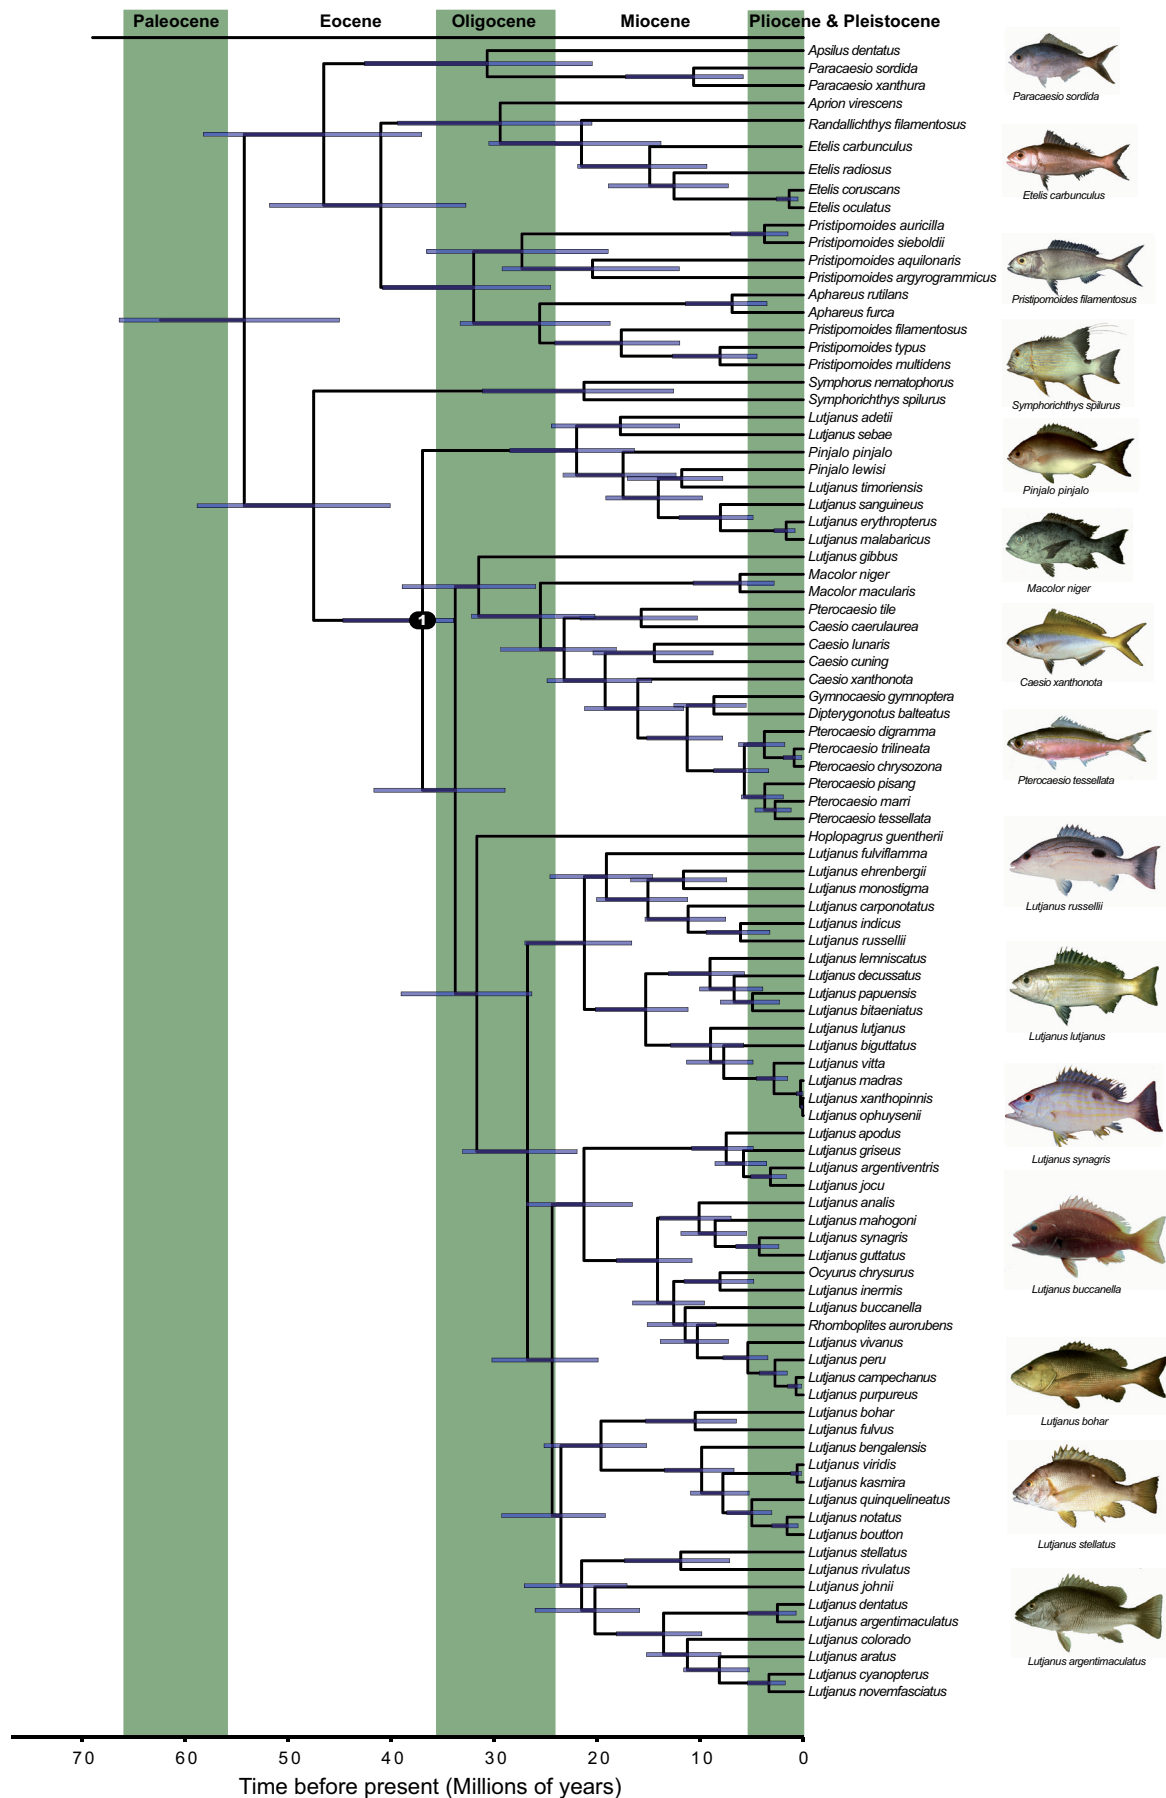 Paleocene Eocene Oligocene Miocene Pliocene & Pleistocene
Apsilus dentatus
Paracaesio sordida
Paracaesio xanthura
Aprion virescens
Randallichthys filamentosus
Etelis carbunculus
Etelis radiosus
Etelis coruscans
Etelis oculatus
Pristipomoides auricilla
Pristipomoides sieboldii
Pristipomoides aquilonaris
Pristipomoides argyrogrammicus
Aphareus rutilans
Aphareus furca
Pristipomoides filamentosus
Pristipomoides typus
Pristipomoides multidens
Symphorus nematophorus
Symphorichthys spilurus
Lutjanus adetii
Lutjanus sebae
Pinjalo pinjalo
Pinjalo lewisi
Lutjanus timoriensis
Lutjanus sanguineus
Lutjanus erythropterus
Lutjanus malabaricus
Lutjanus gibbus
Macolor niger
Macolor macularis
Pterocaesio tile
1
Caesio caerulaurea
Caesio lunaris
Caesio cuning
Caesio xanthonota
Gymnocaesio gymnoptera
Dipterygonotus balteatus
Pterocaesio digramma
Pterocaesio trilineata
Pterocaesio chrysozona
Pterocaesio pisang
Pterocaesio marri
Pterocaesio tessellata
Hoplopagrus guentherii
Lutjanus fulviflamma
Lutjanus ehrenbergii
Lutjanus monostigma
Lutjanus carponotatus
Lutjanus indicus
Lutjanus russellii
Lutjanus lemniscatus
Lutjanus decussatus
Lutjanus papuensis
Lutjanus bitaeniatus
Lutjanus lutjanus
Lutjanus biguttatus
Lutjanus vitta
Lutjanus madras
Lutjanus xanthopinnis
Lutjanus ophuysenii
Lutjanus apodus
Lutjanus griseus
Lutjanus argentiventris
Lutjanus jocu
Lutjanus analis
Lutjanus mahogoni
Lutjanus synagris
Lutjanus guttatus
Ocyurus chrysurus
Lutjanus inermis
Lutjanus buccanella
Rhomboplites aurorubens
Lutjanus vivanus
Lutjanus peru
Lutjanus campechanus
Lutjanus purpureus
Lutjanus bohar
Lutjanus fulvus
Lutjanus bengalensis
Lutjanus viridis
Lutjanus kasmira
Lutjanus quinquelineatus
Lutjanus notatus
Lutjanus boutton
Lutjanus stellatus
Lutjanus rivulatus
Lutjanus johnii
Lutjanus dentatus
Lutjanus argentimaculatus
Lutjanus colorado
Lutjanus aratus
Lutjanus cyanopterus
Lutjanus novemfasciatus
Paracaesio sordida
Etelis carbunculus
Pristipomoides filamentosus
Symphorichthys spilurus
Pinjalo pinjalo
Macolor niger
Caesio xanthonota
Pterocaesio tessellata
Lutjanus russellii
Lutjanus lutjanus
Lutjanus synagris
Lutjanus buccanella
Lutjanus bohar
Lutjanus stellatus
Lutjanus argentimaculatus
70 60 50 40 30 20 10 0
Time before present (Millions of years)